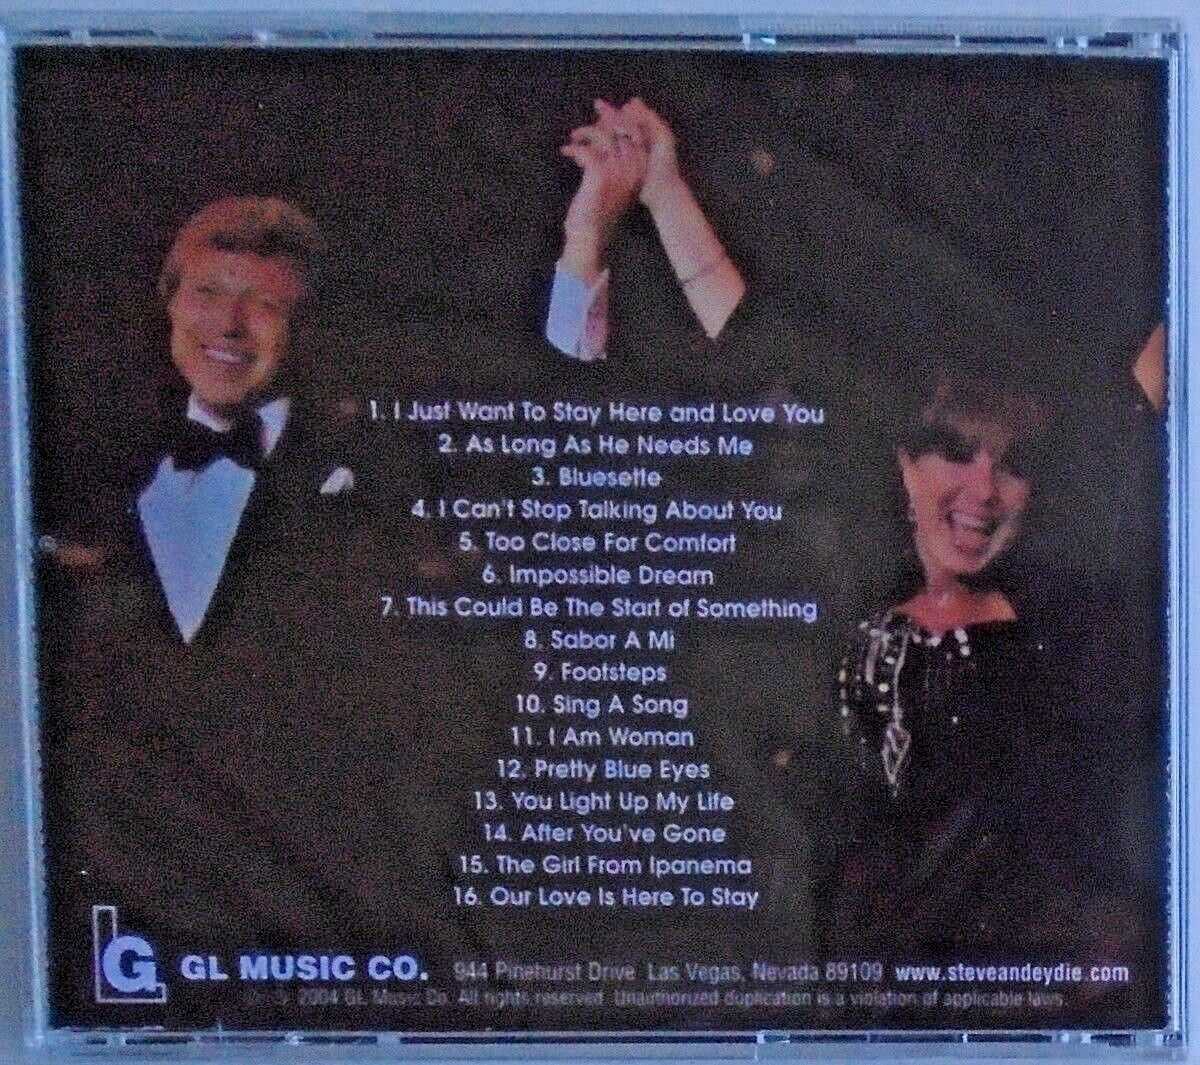 1. I Just Want To Stay Here and Love You
2. As Long As He Needs Me
3. Bluesette
4. I Can't Stop Talking About You
5. Too Close For Comfort
6. Impossible Dream
7. This Could Be The Start of Something
8. Sabor A Mi
9. Footsteps
10. Sing A Song
11. I Am Woman
12. Pretty Blue Eyes
13. You Light Up My Life
14. After You've Gone
15. The Girl From Ipanema
16. Our Love Is Here To Stay
GL GL MUSIC CO. 944 Pinehurst Drive Las Vegas, Nevada 89109 www.steveandeydie.com
2004 GL Music Co. All rights reserved. Unauthorized duplication is a violation of applicable laws.